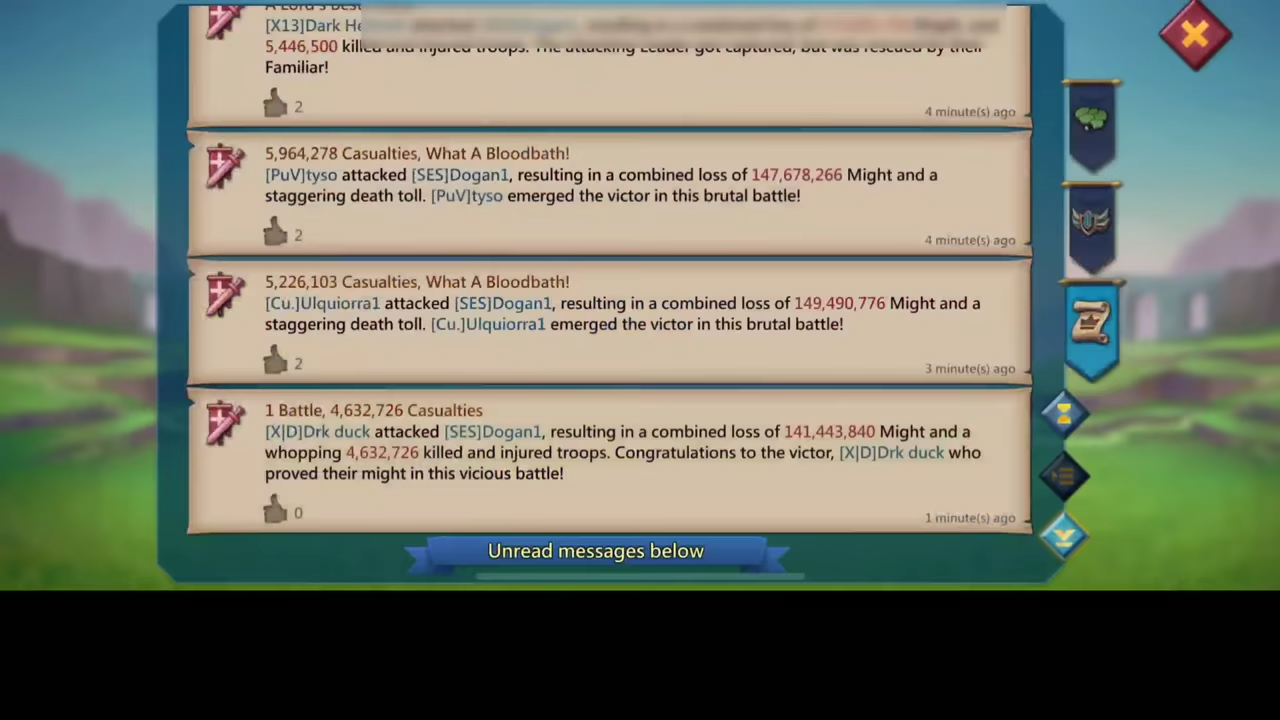 [X13]Dark He
5,446,500 killed and injured troops. The attacking Leader got captured, but was rescued by their
Familiar!
2
4 minute(s) ago
5,964,278 Casualties, What A Bloodbath!
[PuV]tyso attacked [SES]Dogan1, resulting in a combined loss of 147,678,266 Might and a
staggering death toll. [PuV]tyso emerged the victor in this brutal battle!
2
4 minute(s) ago
5,226,103 Casualties, What A Bloodbath!
[Cu.]Ulquiorra1 attacked [SES]Dogan1, resulting in a combined loss of 149,490,776 Might and a
staggering death toll. [Cu.]Ulquiorra1 emerged the victor in this brutal battle!
2
3 minute(s) ago
1 Battle, 4,632,726 Casualties
[X|D]Drk duck attacked [SES]Dogan1, resulting in a combined loss of 141,443,840 Might and a
whopping 4,632,726 killed and injured troops. Congratulations to the victor, [X|D]Drk duck who
proved their might in this vicious battle!
0
1 minute(s) ago
Unread messages below